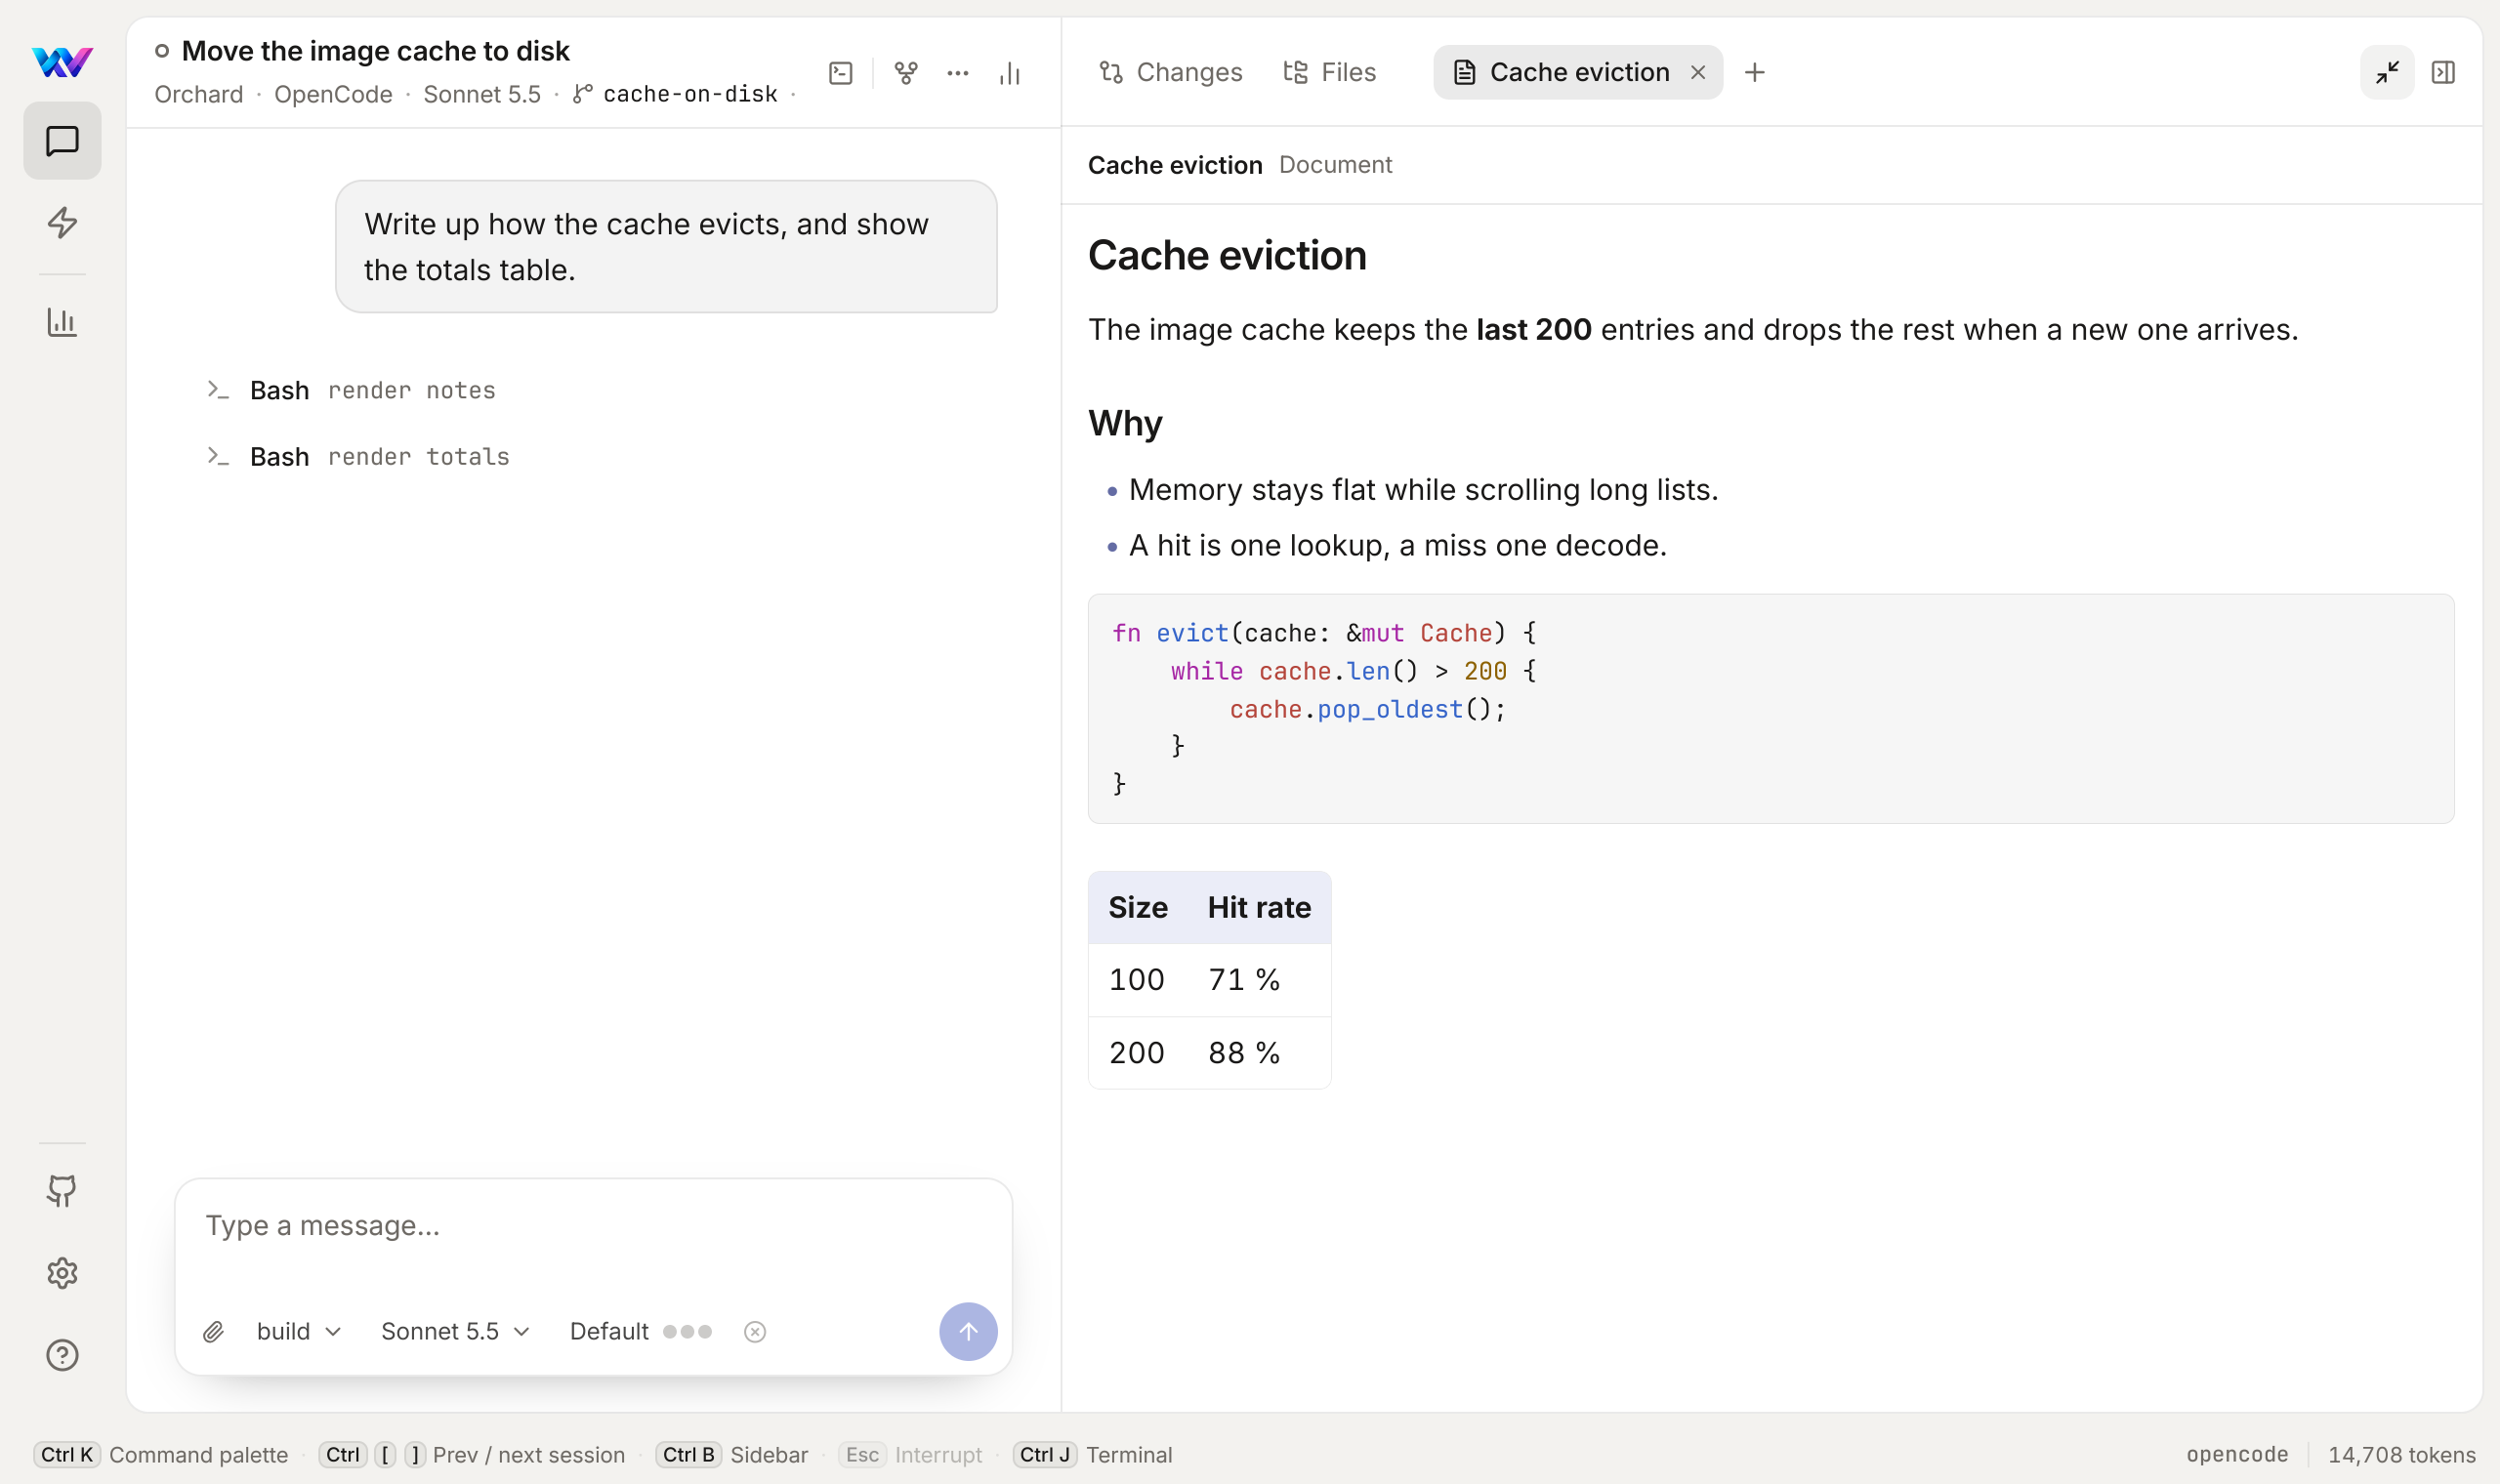 Move the image cache to disk
Orchard · OpenCode · Sonnet 5.5 · cache-on-disk ·
Write up how the cache evicts, and show
the totals table.
Bash render notes
Bash render totals
Type a message...
build Sonnet 5.5 Default
Changes Files Cache eviction
Cache eviction Document
Cache eviction
The image cache keeps the last 200 entries and drops the rest when a new one arrives.
Why
• Memory stays flat while scrolling long lists.
• A hit is one lookup, a miss one decode.
fn evict(cache: &mut Cache) {
    while cache.len() > 200 {
        cache.pop_oldest();
    }
}
Size Hit rate
100 71 %
200 88 %
Ctrl K Command palette · Ctrl [ ] Prev / next session · Ctrl B Sidebar · Esc Interrupt · Ctrl J Terminal
opencode 14,708 tokens